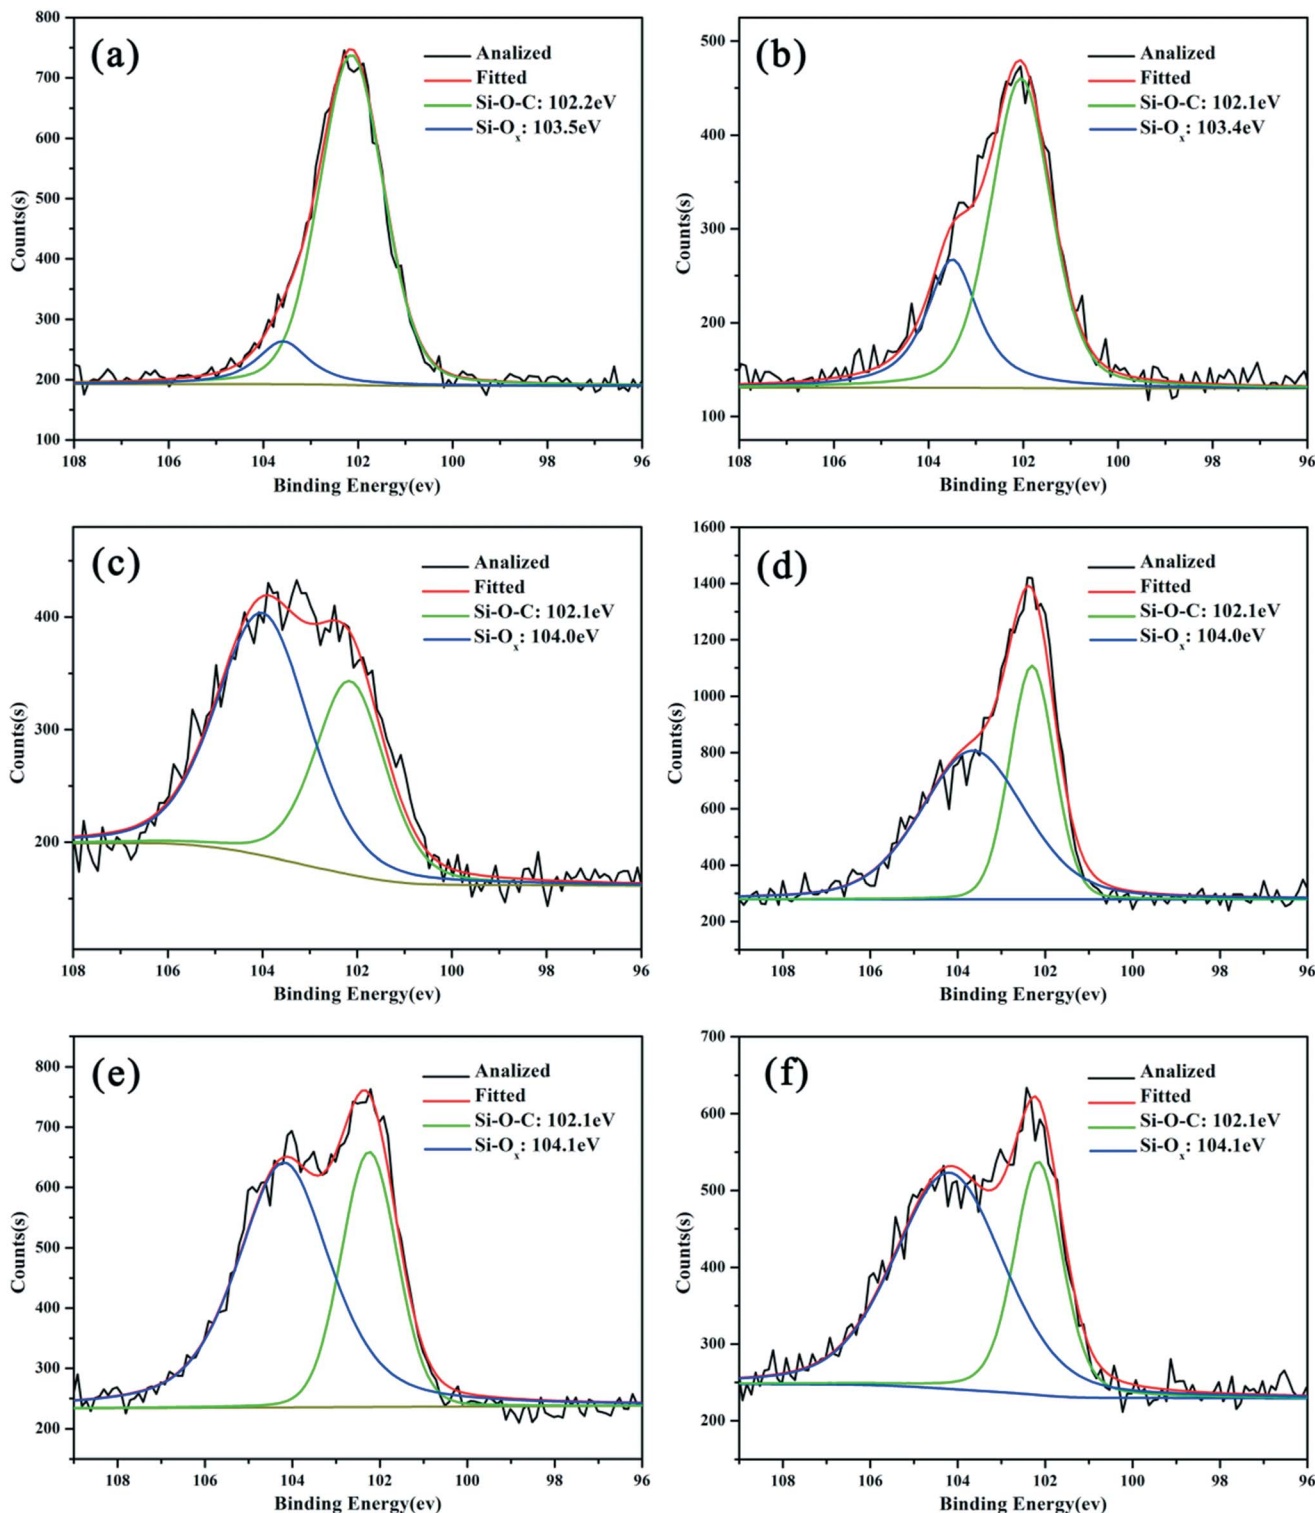 (a)
Analized
Fitted
Si-O-C: 102.2eV
Si-Ox: 103.5eV
800
700
600
500
400
300
200
100
Counts(s)
108 106 104 102 100 98 96
Binding Energy(ev)
(b)
Analized
Fitted
Si-O-C: 102.1eV
Si-Ox: 103.4eV
500
400
300
200
100
Counts(s)
108 106 104 102 100 98 96
Binding Energy(ev)
(c)
Analized
Fitted
Si-O-C: 102.1eV
Si-Ox: 104.0eV
400
300
200
Counts(s)
108 106 104 102 100 98 96
Binding Energy(ev)
(d)
Analized
Fitted
Si-O-C: 102.1eV
Si-Ox: 104.0eV
1600
1400
1200
1000
800
600
400
200
Counts(s)
108 106 104 102 100 98 96
Binding Energy(ev)
(e)
Analized
Fitted
Si-O-C: 102.1eV
Si-Ox: 104.1eV
800
700
600
500
400
300
200
Counts(s)
108 106 104 102 100 98 96
Binding Energy(ev)
(f)
Analized
Fitted
Si-O-C: 102.1eV
Si-Ox: 104.1eV
700
600
500
400
300
200
Counts(s)
108 106 104 102 100 98 96
Binding Energy(ev)